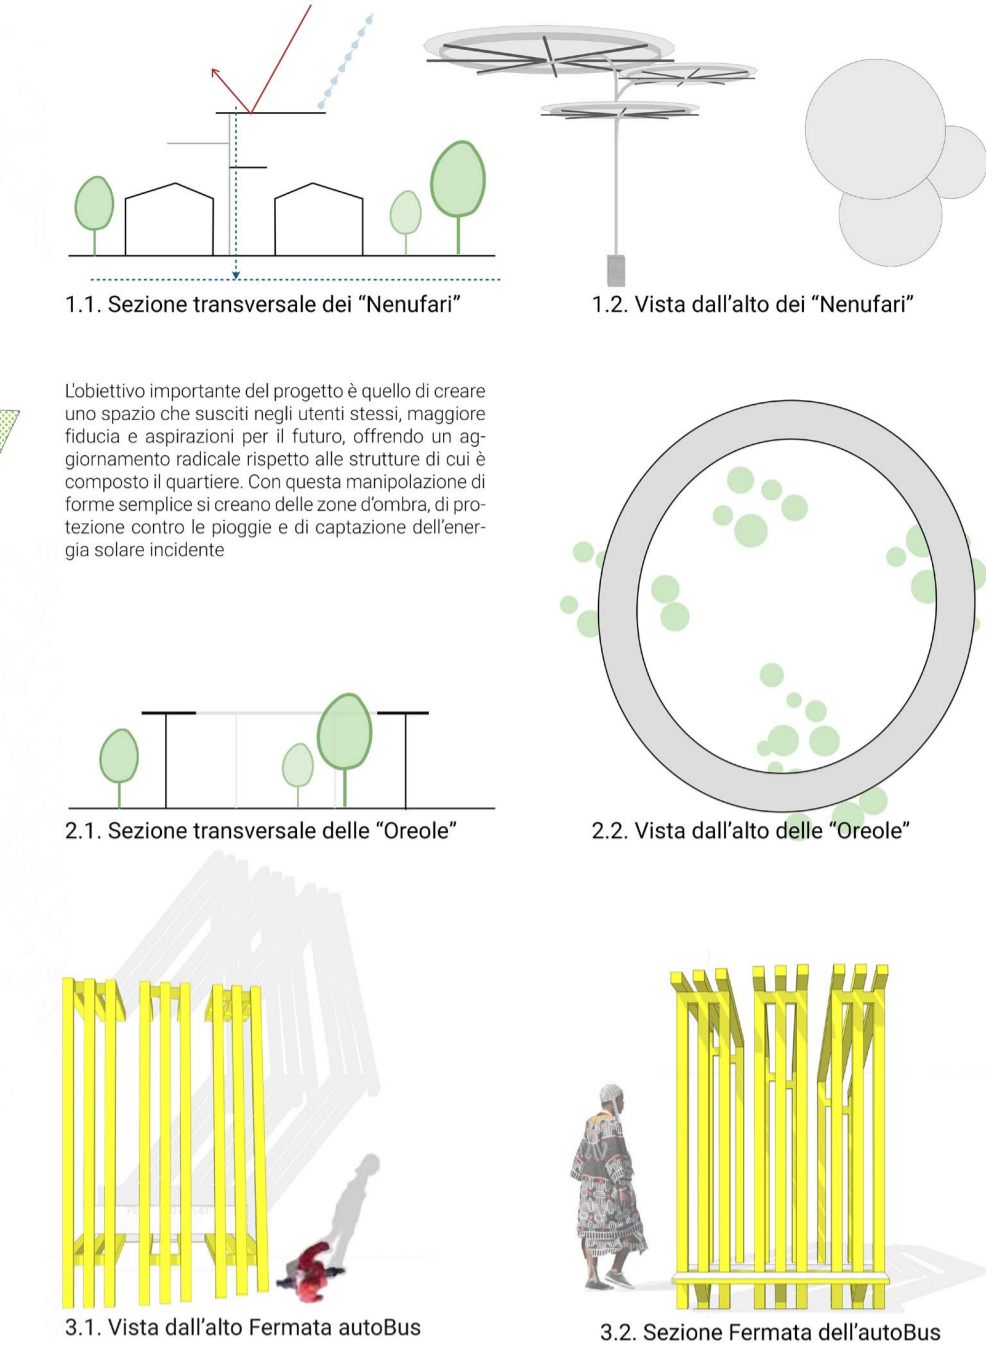 1.1. Sezione transversale dei “Nenufari”
1.2. Vista dall’alto dei “Nenufari”
L'obiettivo importante del progetto è quello di creare
uno spazio che susciti negli utenti stessi, maggiore
fiducia e aspirazioni per il futuro, offrendo un ag-
giornamento radicale rispetto alle strutture di cui è
composto il quartiere. Con questa manipolazione di
forme semplice si creano delle zone d’ombra, di pro-
tezione contro le pioggie e di captazione dell’ener-
gia solare incidente
2.1. Sezione transversale delle “Oreole”
2.2. Vista dall’alto delle “Oreole”
3.1. Vista dall’alto Fermata autoBus
3.2. Sezione Fermata dell’autoBus